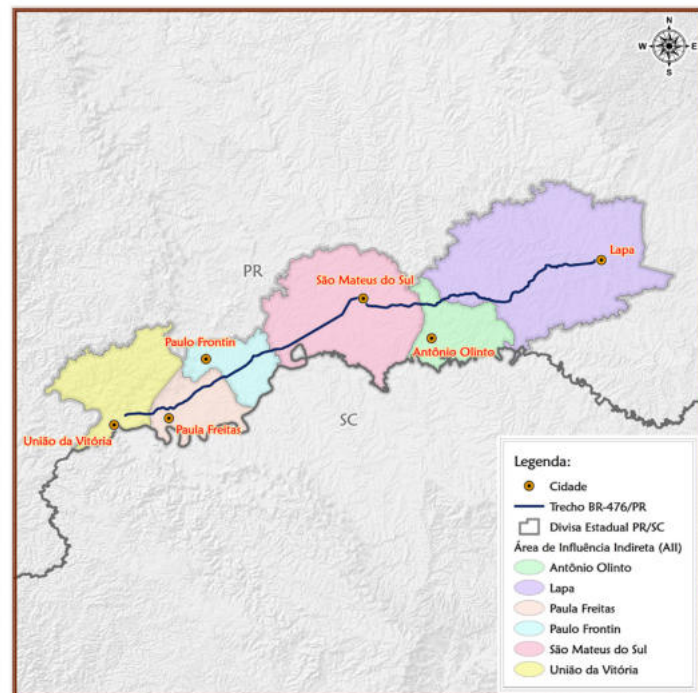 N
W
E
S
Lapa
PR
São Mateus do Sul
Paulo Frontin
Antônio Olinto
SC
União da Vitória
Paula Freitas
Legenda:
Cidade
Trecho BR-476/PR
Divisa Estadual PR/SC
Área de Influência Indireta (AII)
Antônio Olinto
Lapa
Paula Freitas
Paulo Frontin
São Mateus do Sul
União da Vitória